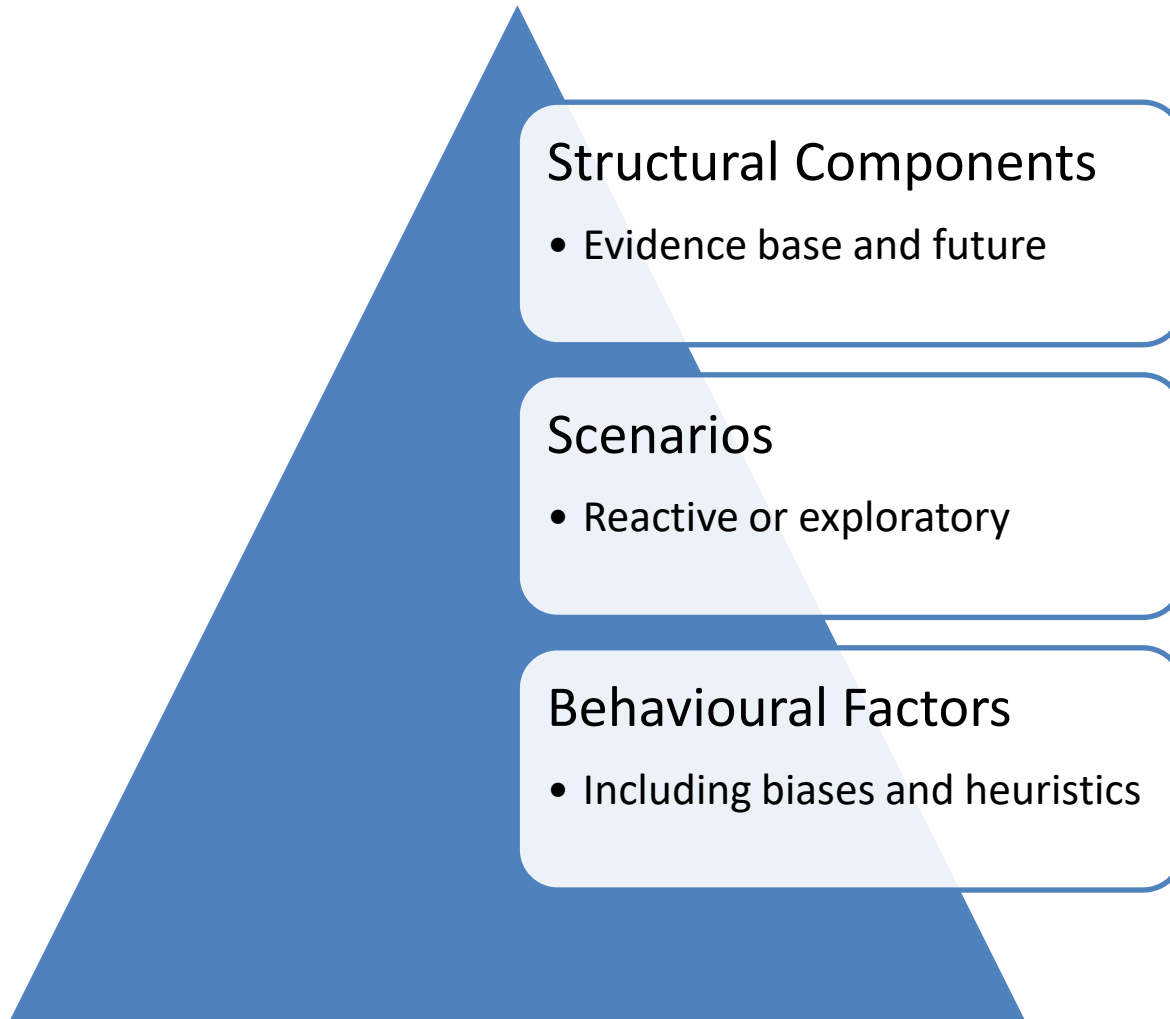 Structural Components
• Evidence base and future
Scenarios
• Reactive or exploratory
Behavioural Factors
• Including biases and heuristics